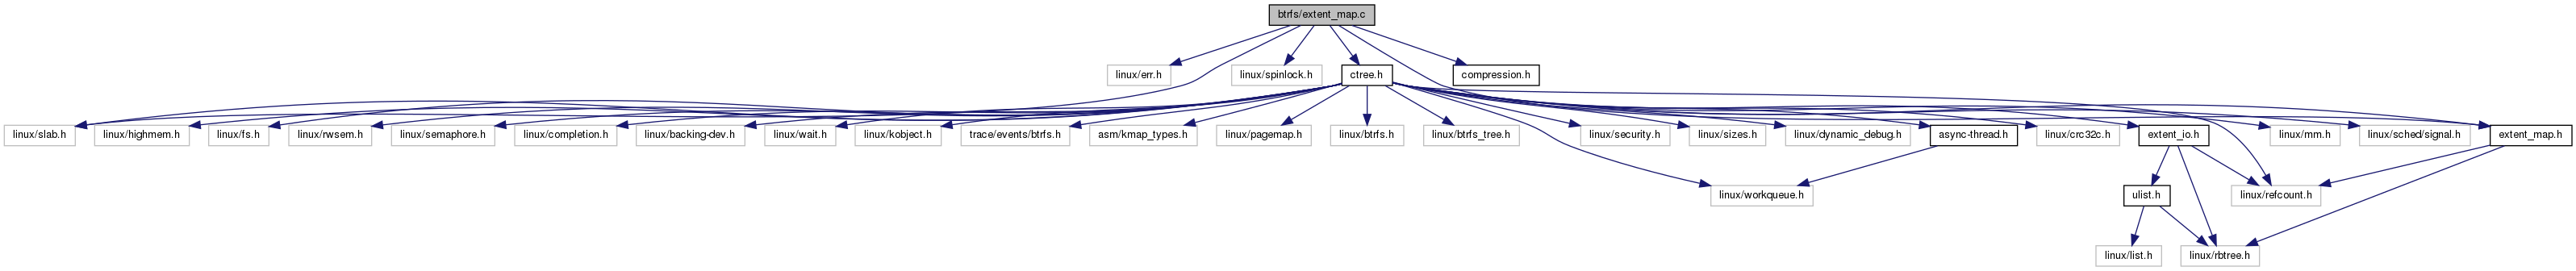 btrfs/extent_map.c
linux/err.h
linux/spinlock.h
ctree.h
compression.h
linux/slab.h
linux/highmem.h
linux/fs.h
linux/rwsem.h
linux/semaphore.h
linux/completion.h
linux/backing-dev.h
linux/wait.h
linux/kobject.h
trace/events/btrfs.h
asm/kmap_types.h
linux/pagemap.h
linux/btrfs.h
linux/btrfs_tree.h
linux/security.h
linux/sizes.h
linux/dynamic_debug.h
async-thread.h
linux/crc32c.h
extent_io.h
linux/mm.h
linux/sched/signal.h
extent_map.h
linux/workqueue.h
ulist.h
linux/refcount.h
linux/list.h
linux/rbtree.h